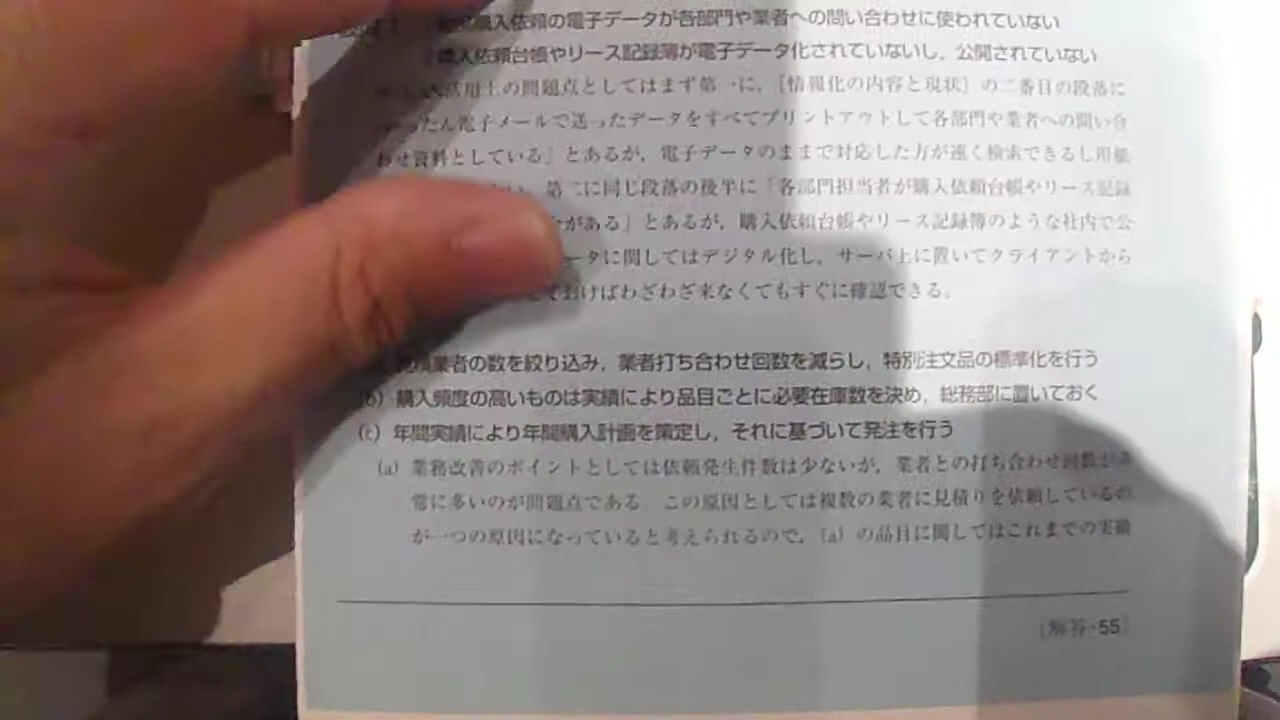 購入依頼の電子データが各部門や業者への問い合わせに使われていない
購入依頼台帳やリース記録簿が電子データ化されていないし，公開されていない
活用上の問題点としてはまず第一に，［情報化の内容と現状］の二番目の段落に
ったん電子メールで送ったデータをすべてプリントアウトして各部門や業者への問い合
わせ資料としている」とあるが，電子データのままで対応した方が速く検索できるし用紙
第二に同じ段落の後半に「各部門担当者が購入依頼台帳やリース記録
がある」とあるが，購入依頼台帳やリース記録簿のような社内で公
ータに関してはデジタル化し，サーバ上に置いてクライアントから
ておけばわざわざ来なくてもすぐに確認できる。
業者の数を絞り込み，業者打ち合わせ回数を減らし，特別注文品の標準化を行う
(b) 購入頻度の高いものは実績により品目ごとに必要在庫数を決め，総務部に置いておく
(c) 年間実績により年間購入計画を策定し，それに基づいて発注を行う
(a) 業務改善のポイントとしては依頼発生件数は少ないが，業者との打ち合わせ回数が非
常に多いのが問題点である。この原因としては複数の業者に見積りを依頼しているの
が一つの原因になっていると考えられるので，(a) の品目に関してはこれまでの実績
［解答-55］